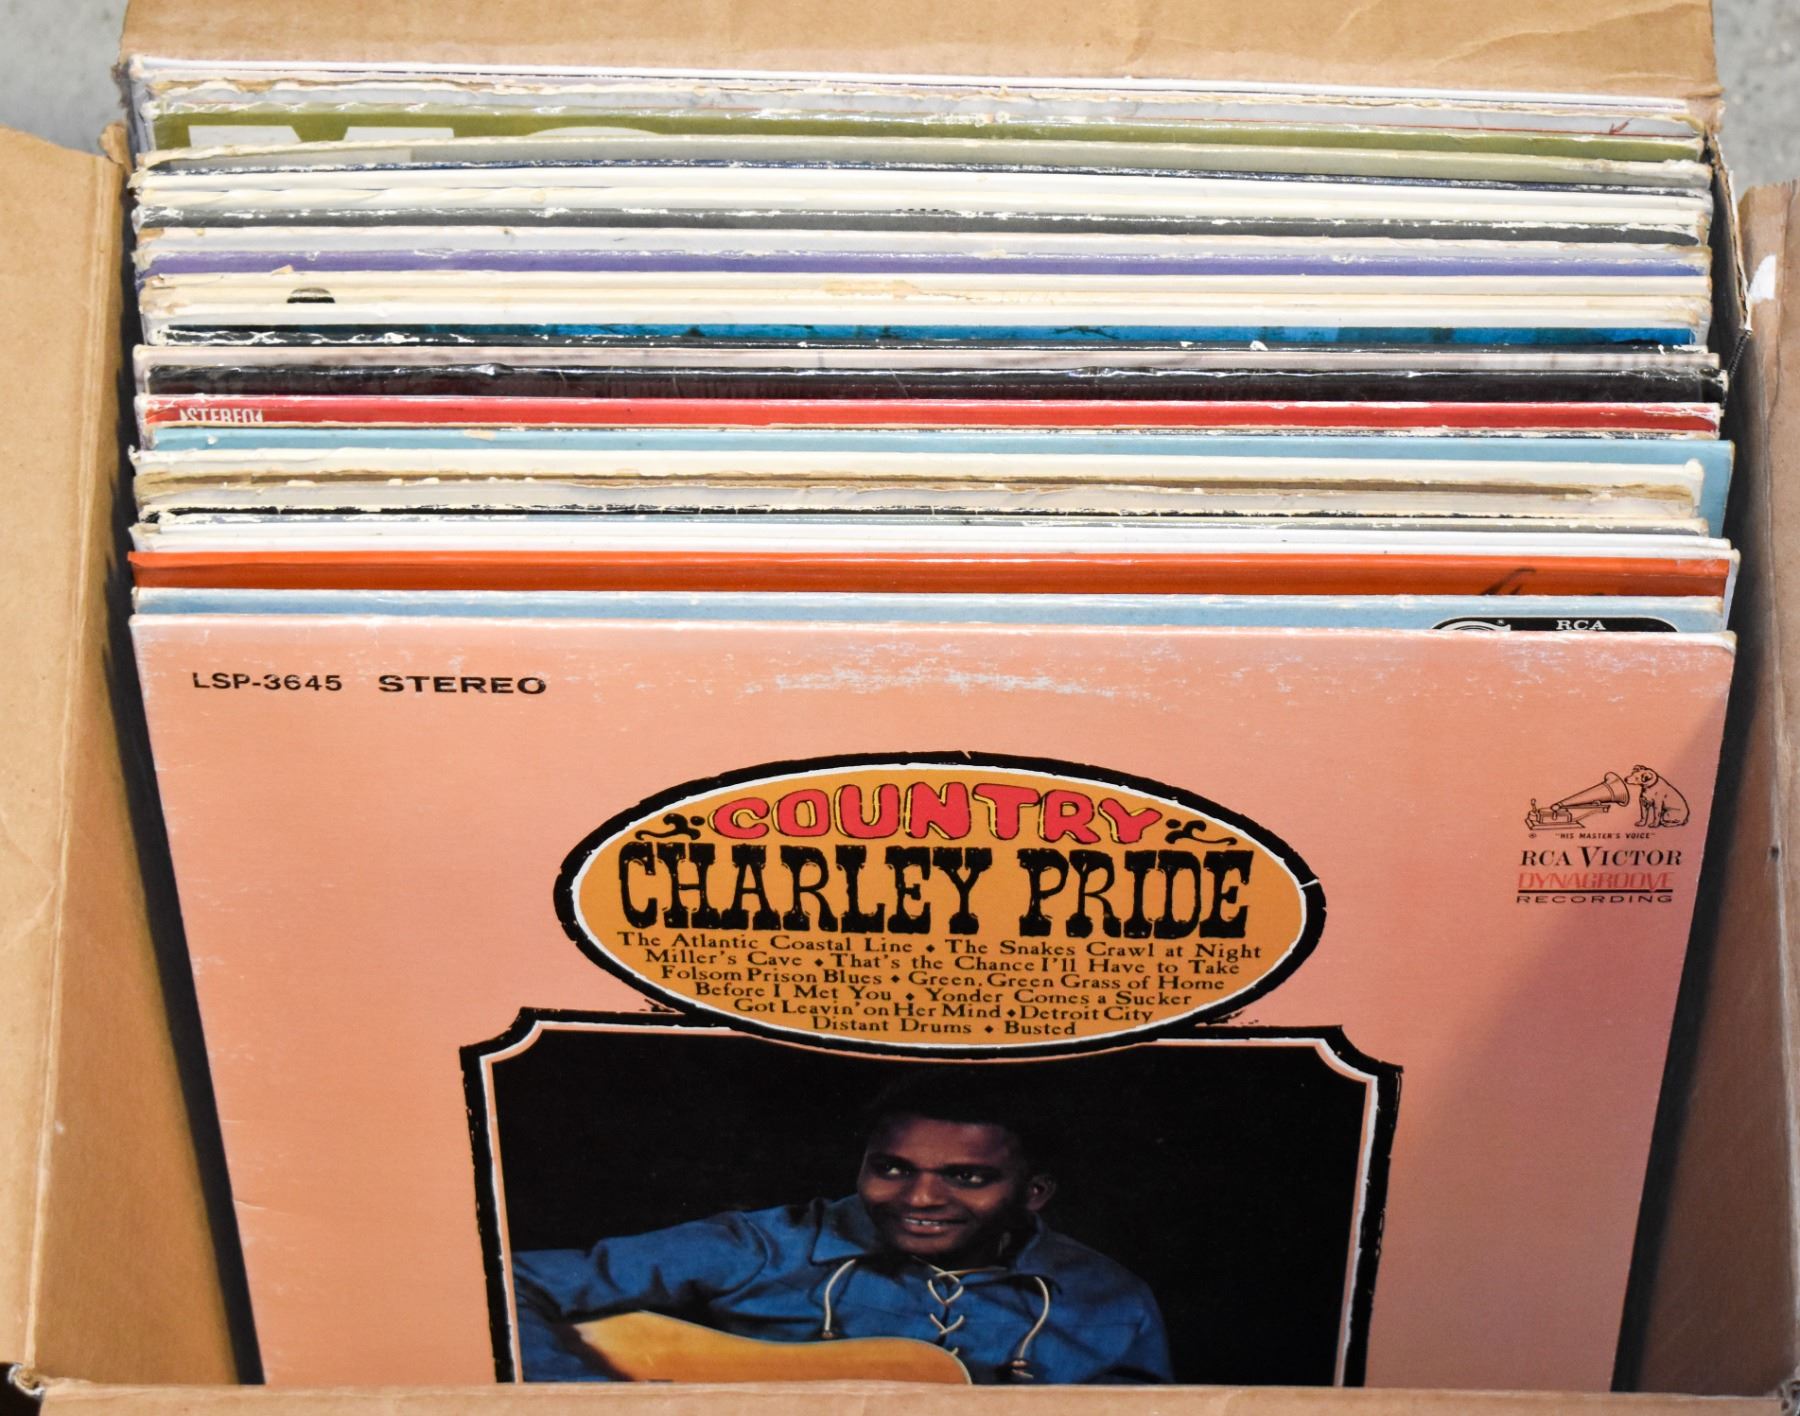 STEREO
RCA
LSP-3645 STEREO
COUNTRY
CHARLEY PRIDE
The Atlantic Coastal Line • The Snakes Crawl at Night
Miller's Cave • That's the Chance I'll Have to Take
Folsom Prison Blues • Green, Green Grass of Home
Before I Met You • Yonder Comes a Sucker
Got Leavin' on Her Mind • Detroit City
Distant Drums • Busted
"HIS MASTER'S VOICE"
RCA VICTOR
DYNAGROOVE
RECORDING